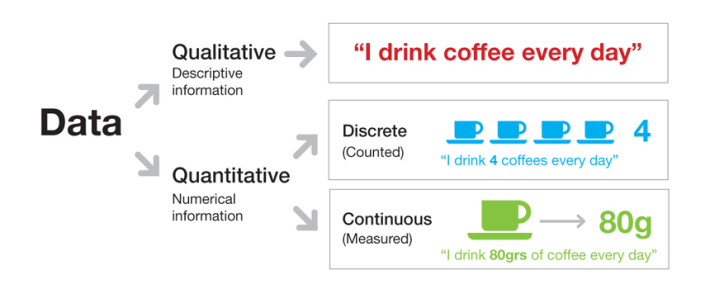 Data
Qualitative
Descriptive
information
“I drink coffee every day”
Quantitative
Numerical
information
Discrete
(Counted)
4
“I drink 4 coffees every day”
Continuous
(Measured)
80g
“I drink 80grs of coffee every day”